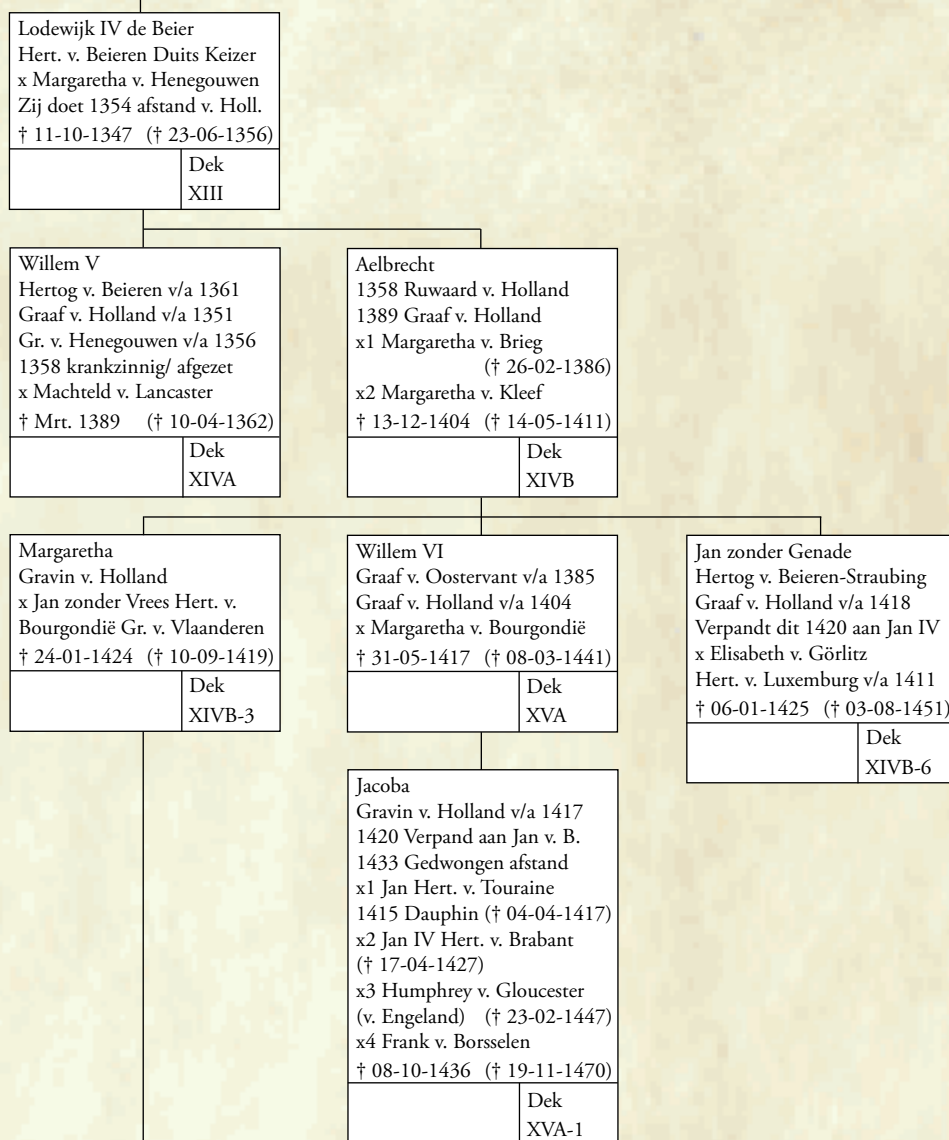 Lodewijk IV de Beier
Hert. v. Beieren Duits Keizer
x Margaretha v. Henegouwen
Zij doet 1354 afstand v. Holl.
† 11-10-1347 († 23-06-1356)
Dek
XIII
Willem V
Hertog v. Beieren v/a 1361
Graaf v. Holland v/a 1351
Gr. v. Henegouwen v/a 1356
1358 krankzinnig/ afgezet
x Machteld v. Lancaster
† Mrt. 1389 († 10-04-1362)
Dek
XIVA
Aelbrecht
1358 Ruwaard v. Holland
1389 Graaf v. Holland
x1 Margaretha v. Brieg
(† 26-02-1386)
x2 Margaretha v. Kleef
† 13-12-1404 († 14-05-1411)
Dek
XIVB
Margaretha
Gravin v. Holland
x Jan zonder Vrees Hert. v.
Bourgondië Gr. v. Vlaanderen
† 24-01-1424 († 10-09-1419)
Dek
XIVB-3
Willem VI
Graaf v. Oostervant v/a 1385
Graaf v. Holland v/a 1404
x Margaretha v. Bourgondië
† 31-05-1417 († 08-03-1441)
Dek
XVA
Jan zonder Genade
Hertog v. Beieren-Straubing
Graaf v. Holland v/a 1418
Verpandt dit 1420 aan Jan IV
x Elisabeth v. Görlitz
Hert. v. Luxemburg v/a 1411
† 06-01-1425 († 03-08-1451)
Dek
XIVB-6
Jacoba
Gravin v. Holland v/a 1417
1420 Verpand aan Jan v. B.
1433 Gedwongen afstand
x1 Jan Hert. v. Touraine
1415 Dauphin († 04-04-1417)
x2 Jan IV Hert. v. Brabant
(† 17-04-1427)
x3 Humphrey v. Gloucester
(v. Engeland) († 23-02-1447)
x4 Frank v. Borsselen
† 08-10-1436 († 19-11-1470)
Dek
XVA-1